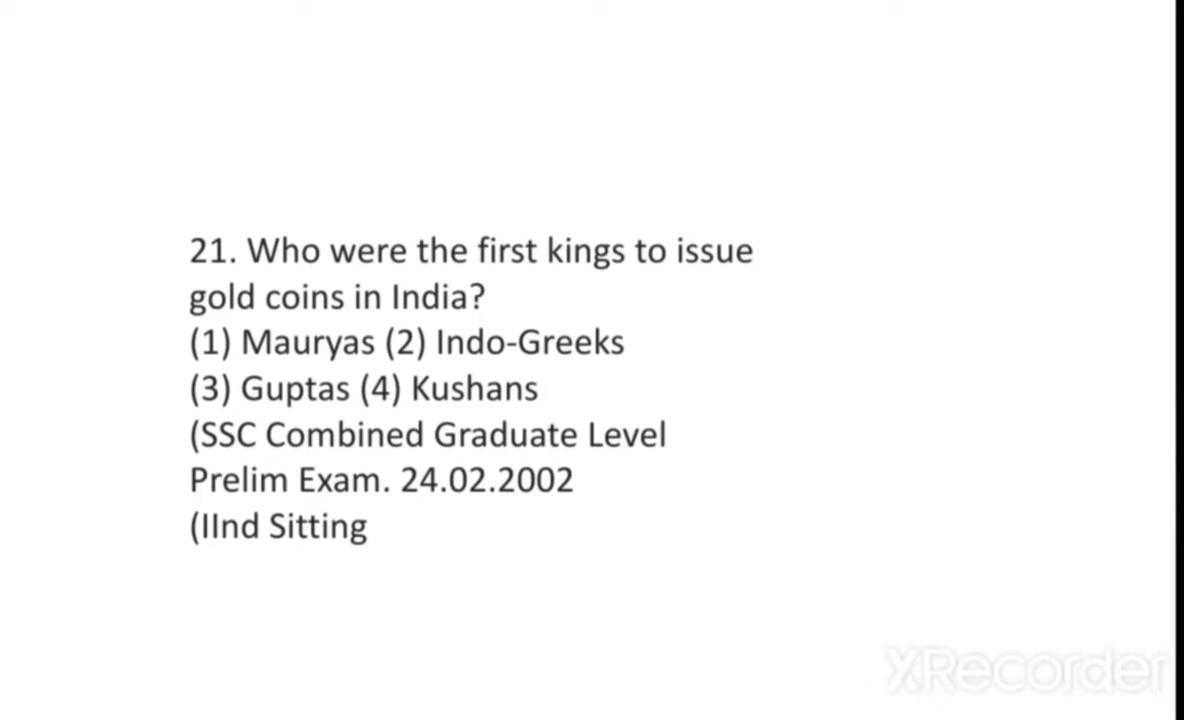 21. Who were the first kings to issue
gold coins in India?
(1) Mauryas (2) Indo-Greeks
(3) Guptas (4) Kushans
(SSC Combined Graduate Level
Prelim Exam. 24.02.2002
(IInd Sitting
XRecorder